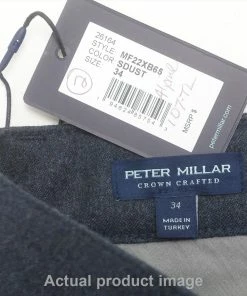 26164
STYLE: MF22XB65
COLOR: SDUST
SIZE: 34
MSRP $
petermillar.com
PETER MILLAR
CROWN CRAFTED
34
MADE IN
TURKEY
Actual product image